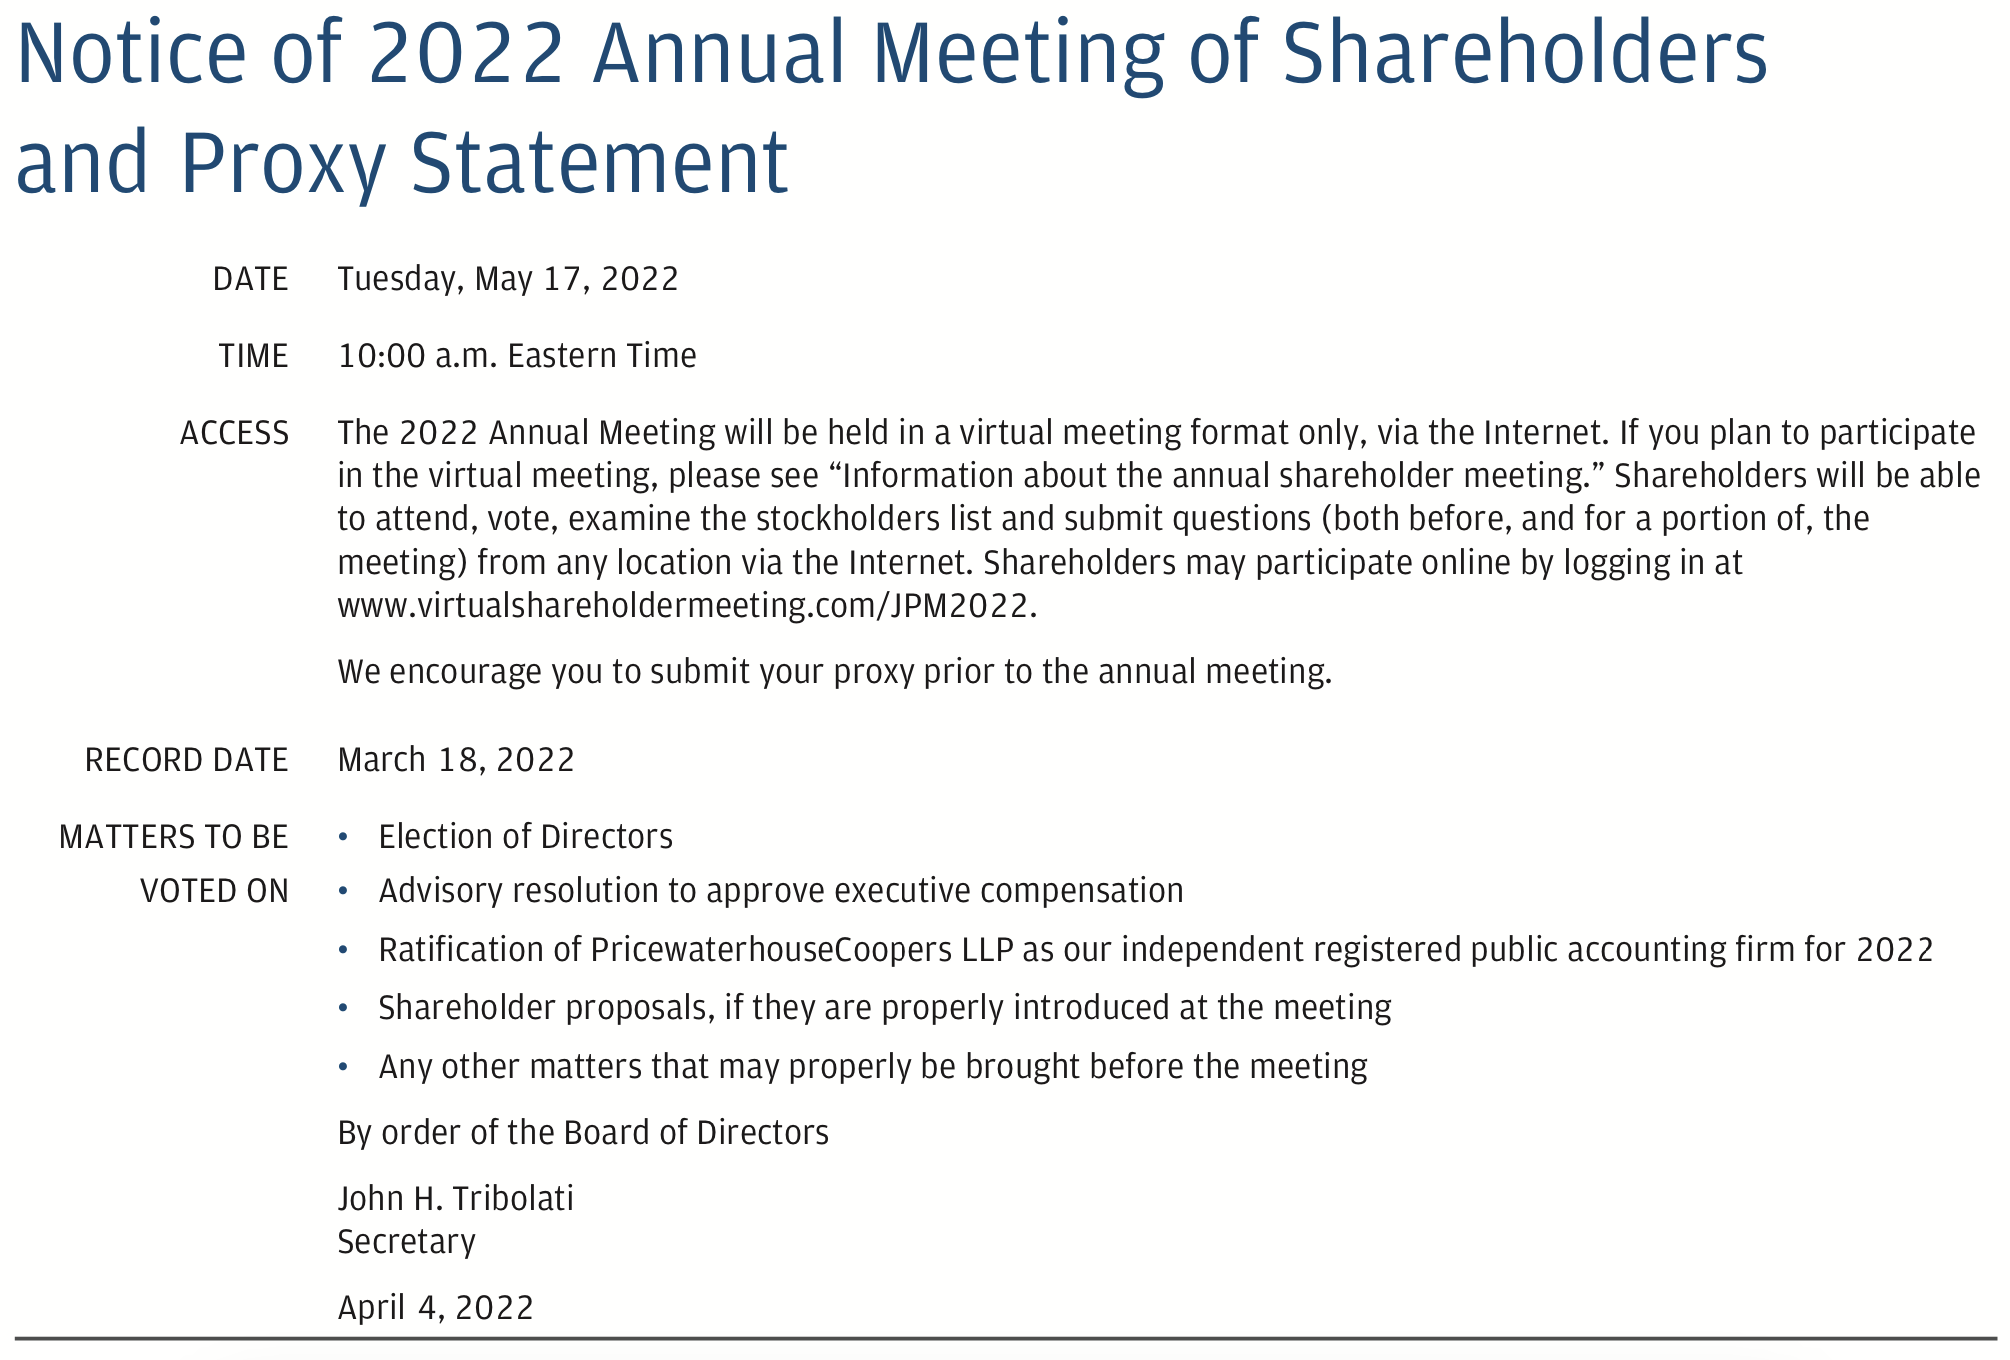 Notice of 2022 Annual Meeting of Shareholders
and Proxy Statement
DATE Tuesday, May 17, 2022
TIME 10:00 a.m. Eastern Time
ACCESS The 2022 Annual Meeting will be held in a virtual meeting format only, via the Internet. If you plan to participate
in the virtual meeting, please see “Information about the annual shareholder meeting.” Shareholders will be able
to attend, vote, examine the stockholders list and submit questions (both before, and for a portion of, the
meeting) from any location via the Internet. Shareholders may participate online by logging in at
www.virtualshareholdermeeting.com/JPM2022.
We encourage you to submit your proxy prior to the annual meeting.
RECORD DATE March 18, 2022
MATTERS TO BE • Election of Directors
VOTED ON • Advisory resolution to approve executive compensation
• Ratification of PricewaterhouseCoopers LLP as our independent registered public accounting firm for 2022
• Shareholder proposals, if they are properly introduced at the meeting
• Any other matters that may properly be brought before the meeting
By order of the Board of Directors
John H. Tribolati
Secretary
April 4, 2022